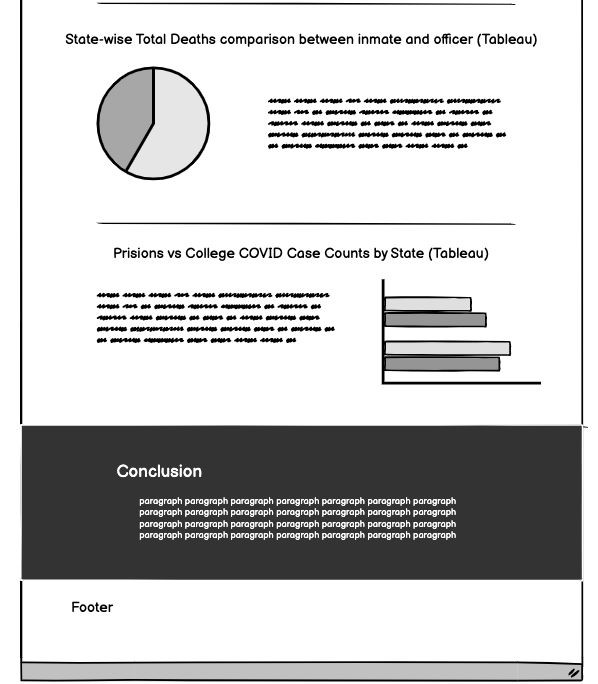 State-wise Total Deaths comparison between inmate and officer (Tableau)
Prisions vs College COVID Case Counts by State (Tableau)
Conclusion
paragraph paragraph paragraph paragraph paragraph paragraph paragraph
paragraph paragraph paragraph paragraph paragraph paragraph paragraph
paragraph paragraph paragraph paragraph paragraph paragraph paragraph
paragraph paragraph paragraph paragraph paragraph paragraph paragraph
Footer